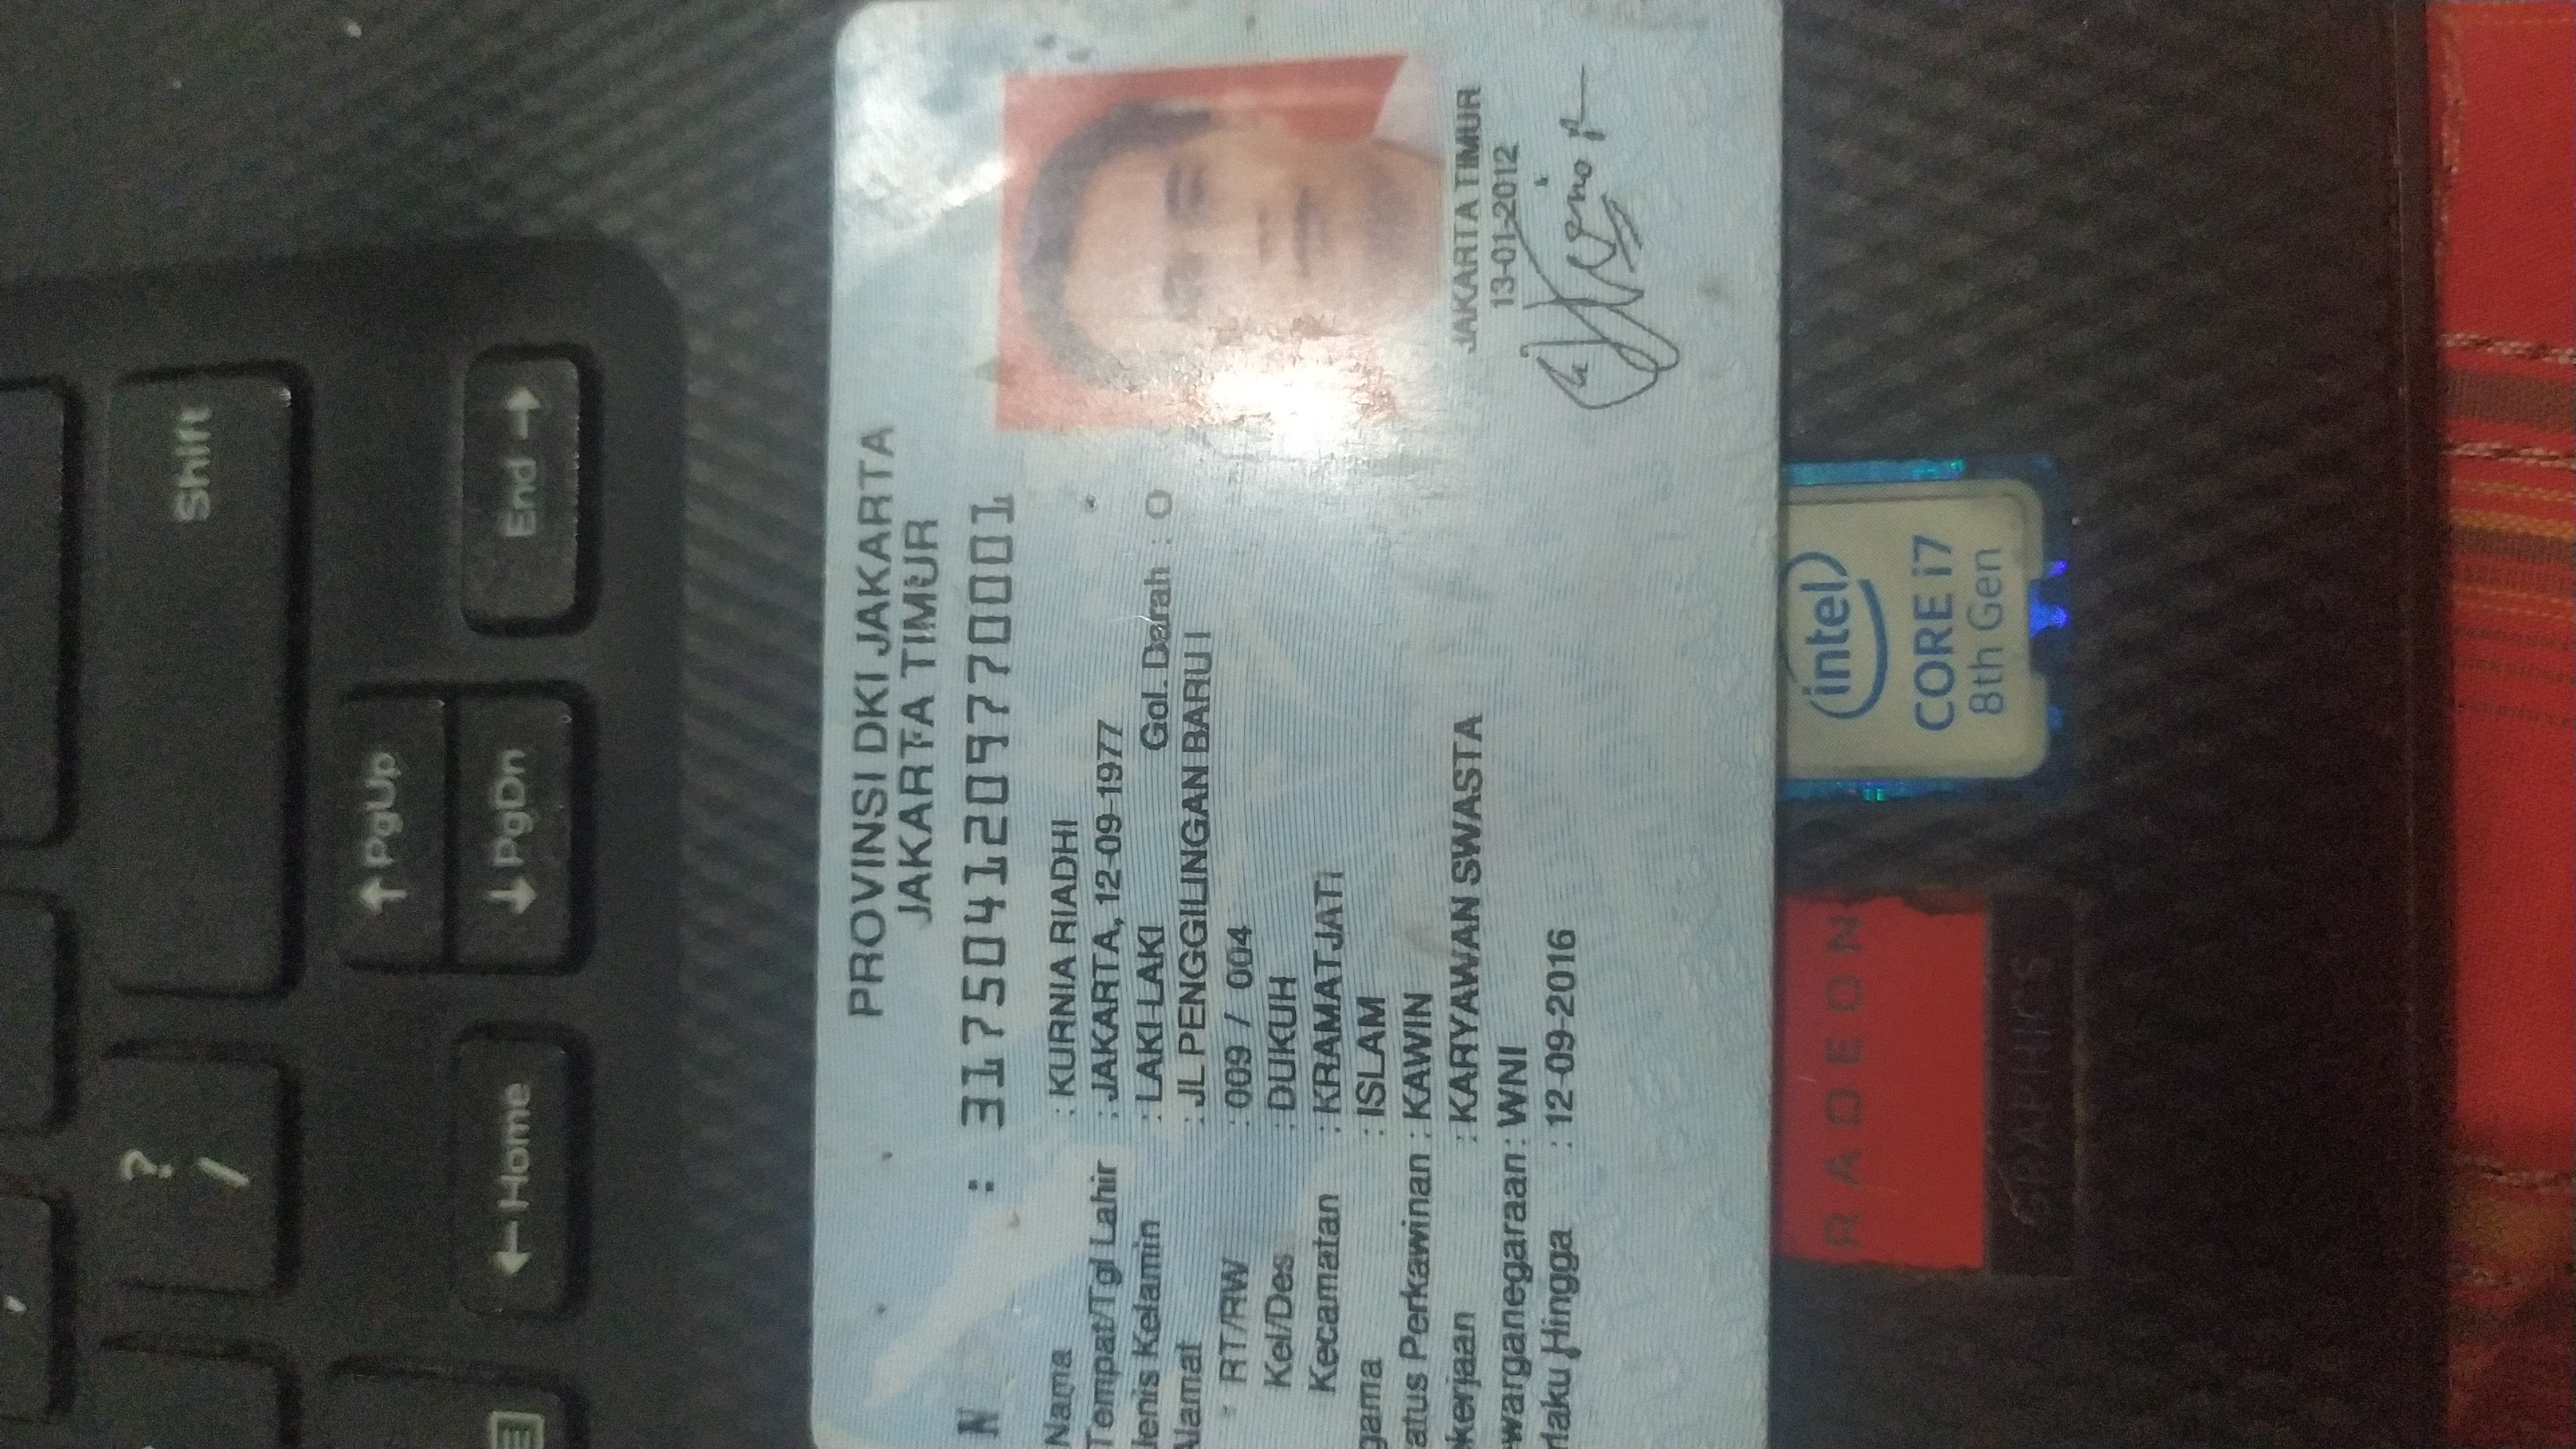 ,
?
/
Shift
↑ PgUp
← Home
↓ PgDn
End →
PROVINSI DKI JAKARTA
JAKARTA TIMUR
N : 3175041209770001
Nama : KURNIA RIADHI
Tempat/Tgl Lahir : JAKARTA, 12-09-1977
Jenis Kelamin : LAKI-LAKI Gol. Darah : O
Alamat : JL PENGGILINGAN BARU I
RT/RW : 009 / 004
Kel/Des : DUKUH
Kecamatan : KRAMATJATI
gama : ISLAM
atus Perkawinan : KAWIN
kerjaan : KARYAWAN SWASTA
warganegaraan : WNI
rlaku Hingga : 12-09-2016
JAKARTA TIMUR
13-01-2012
RADEON
GRAPHICS
intel
CORE i7
8th Gen